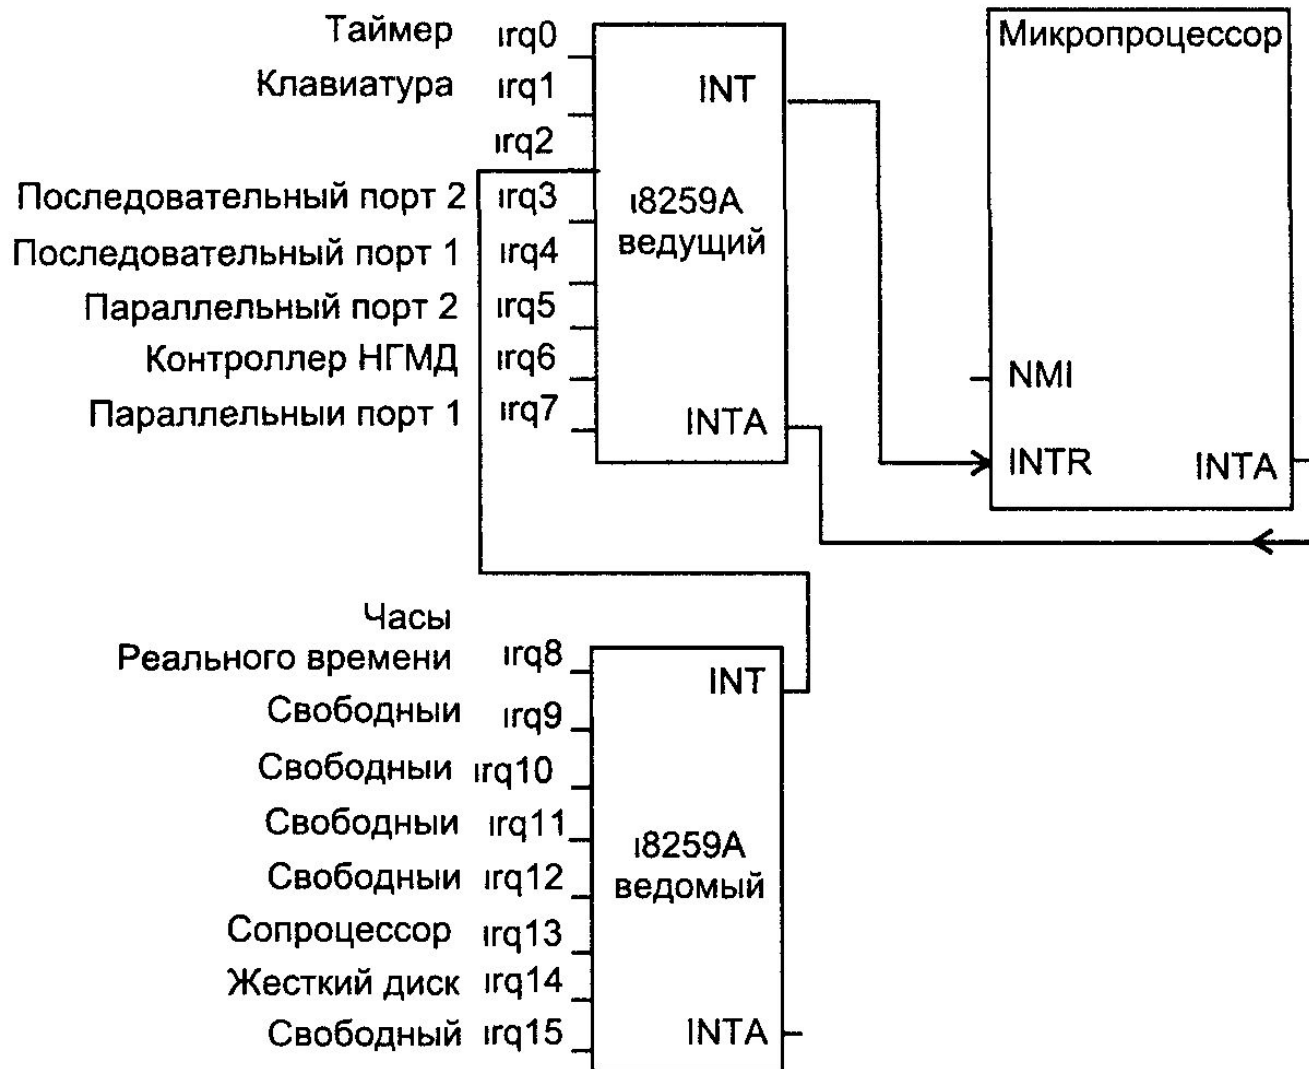 Таймер irq0
Клавиатура irq1
irq2
Последовательный порт 2 irq3
Последовательный порт 1 irq4
Параллельный порт 2 irq5
Контроллер НГМД irq6
Параллельныи порт 1 irq7
INT
i8259A
ведущий
INTA
Микропроцессор
NMI
INTR INTA
Часы
Реального времени irq8
Свободныи irq9
Свободныи irq10
Свободныи irq11
Свободныи irq12
Сопроцессор irq13
Жесткий диск irq14
Свободный irq15
INT
i8259A
ведомый
INTA